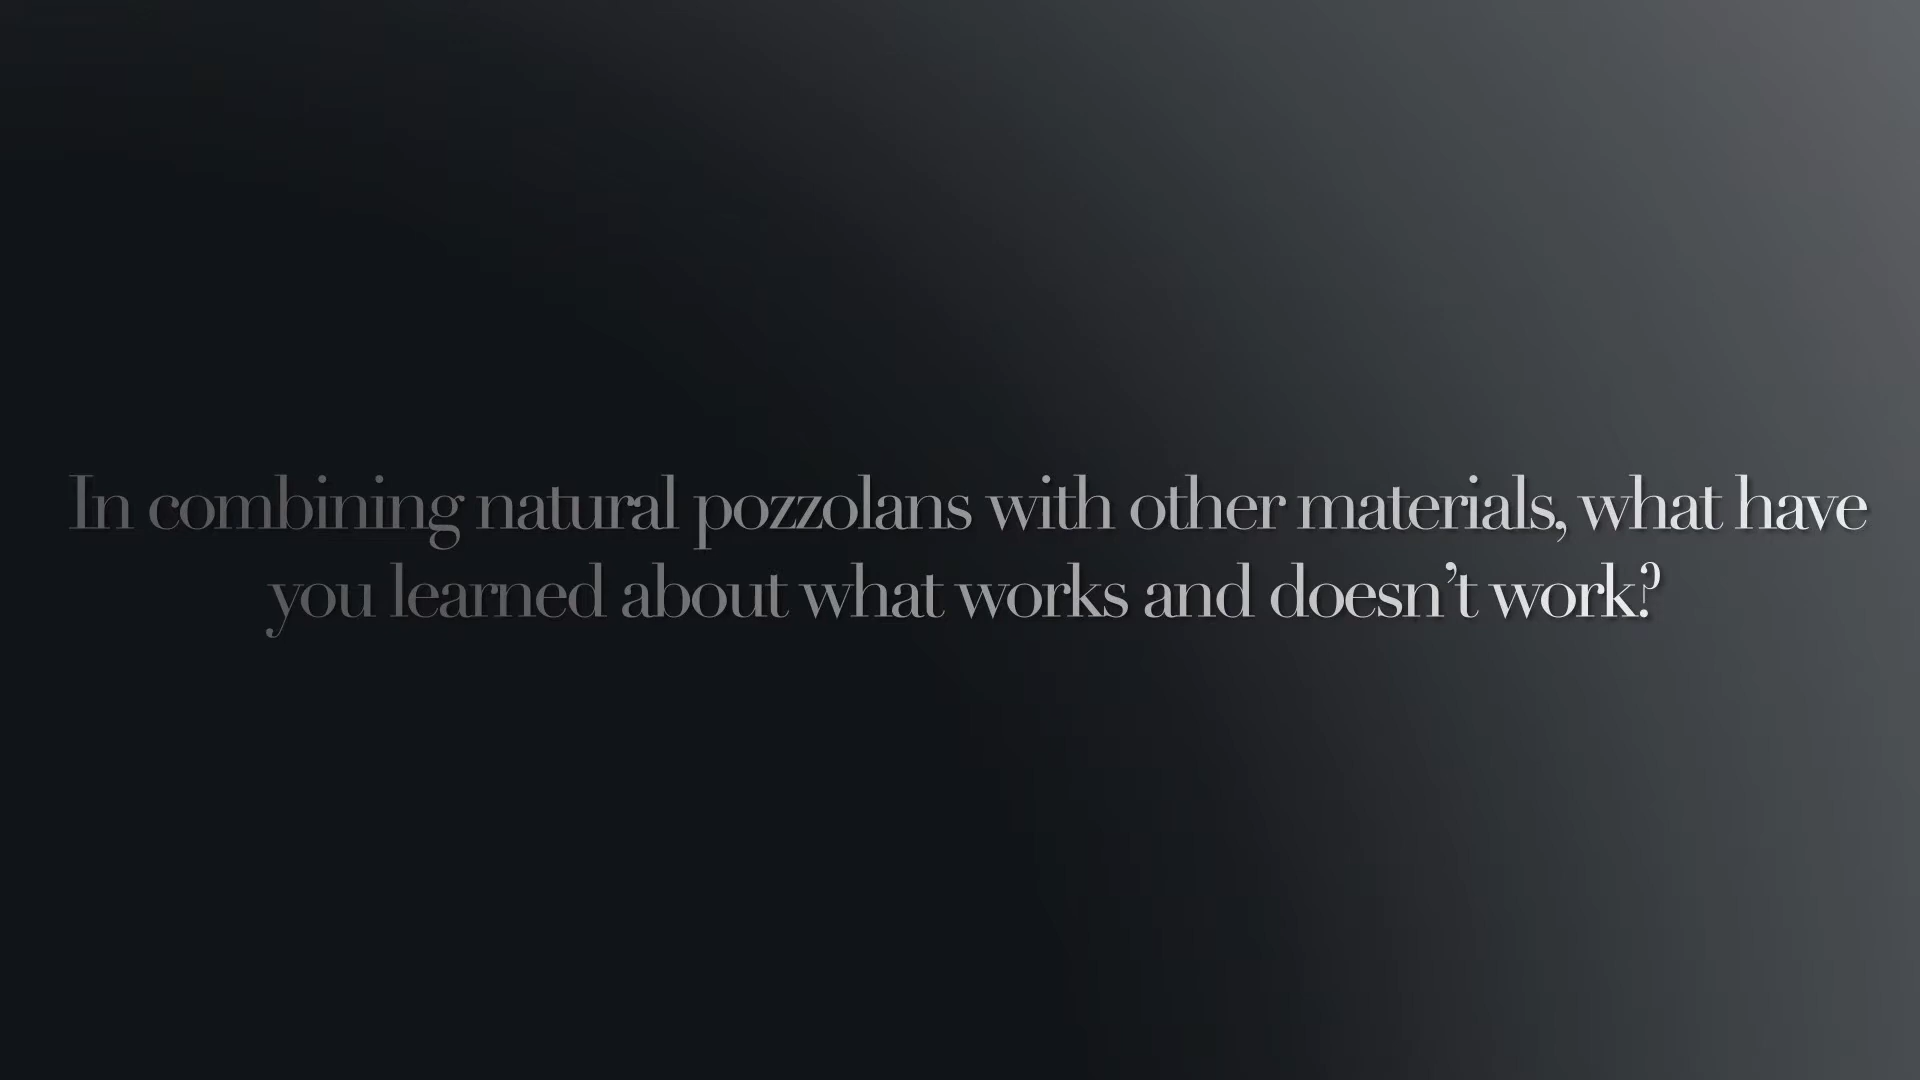 In combining natural pozzolans with other materials, what have
you learned about what works and doesn’t work?